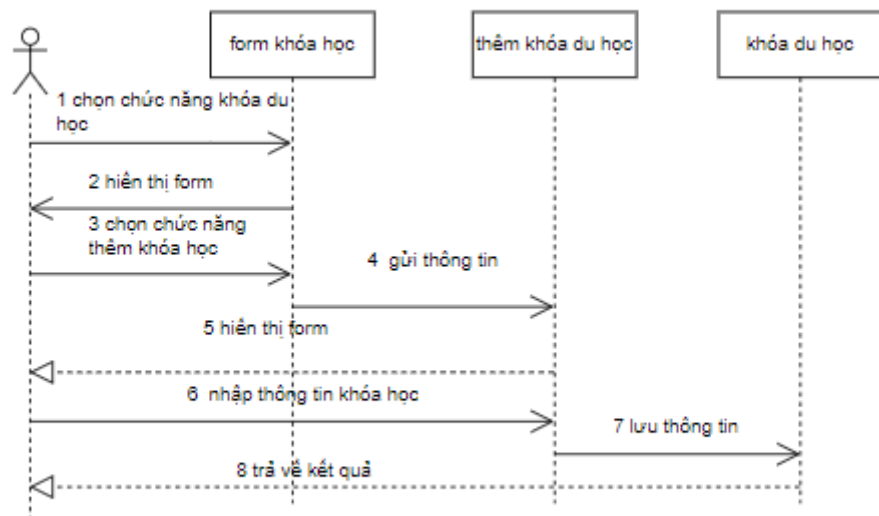 form khóa học
thêm khóa du học
khóa du học
1 chọn chức năng khóa du
học
2 hiên thị form
3 chọn chức năng
thêm khóa học
4 gửi thông tin
5 hiên thị form
6 nhập thông tin khóa học
7 lưu thông tin
8 trả về kết quả